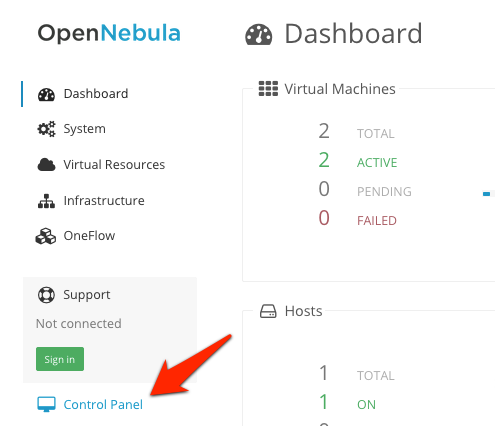 OpenNebula
Dashboard
System
Virtual Resources
Infrastructure
OneFlow
Support
Not connected
Sign in
Control Panel
Dashboard
Virtual Machines
2 TOTAL
2 ACTIVE
0 PENDING
0 FAILED
Hosts
1 TOTAL
1 ON